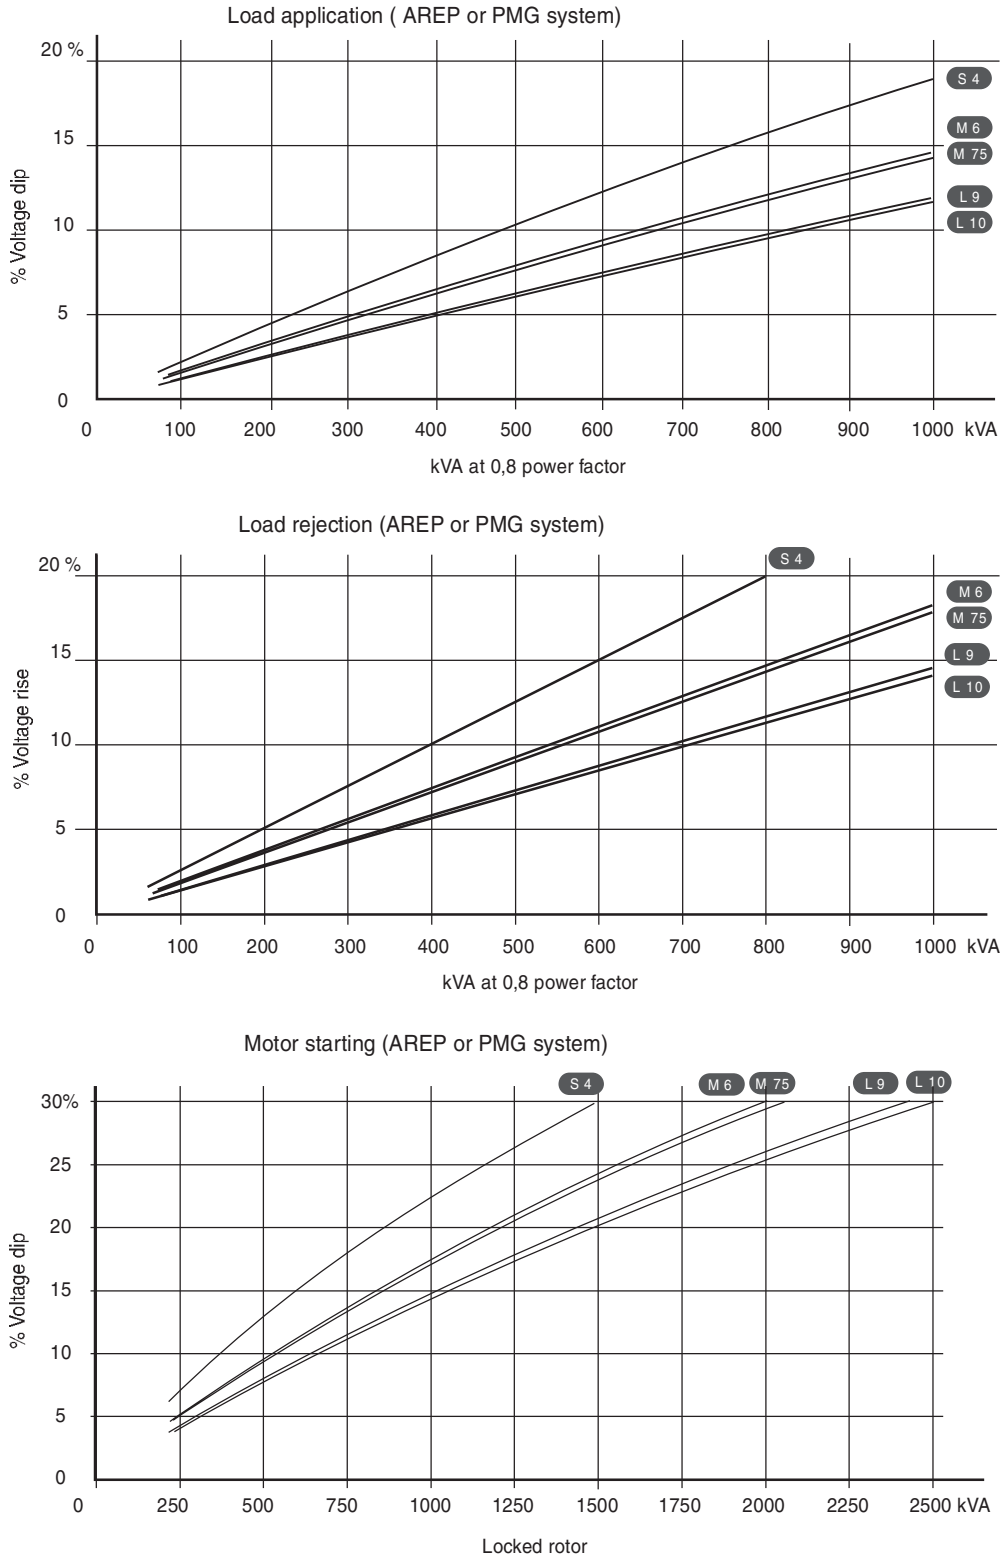 Load application ( AREP or PMG system)
20 %
15
10
5
0
% Voltage dip
S 4
M 6
M 75
L 9
L 10
0 100 200 300 400 500 600 700 800 900 1000 kVA
kVA at 0,8 power factor
Load rejection (AREP or PMG system)
20 %
15
10
5
0
% Voltage rise
S 4
M 6
M 75
L 9
L 10
0 100 200 300 400 500 600 700 800 900 1000 kVA
kVA at 0,8 power factor
Motor starting (AREP or PMG system)
S 4 M 6 M 75 L 9 L 10
30%
25
20
15
10
5
0
% Voltage dip
0 250 500 750 1000 1250 1500 1750 2000 2250 2500 kVA
Locked rotor